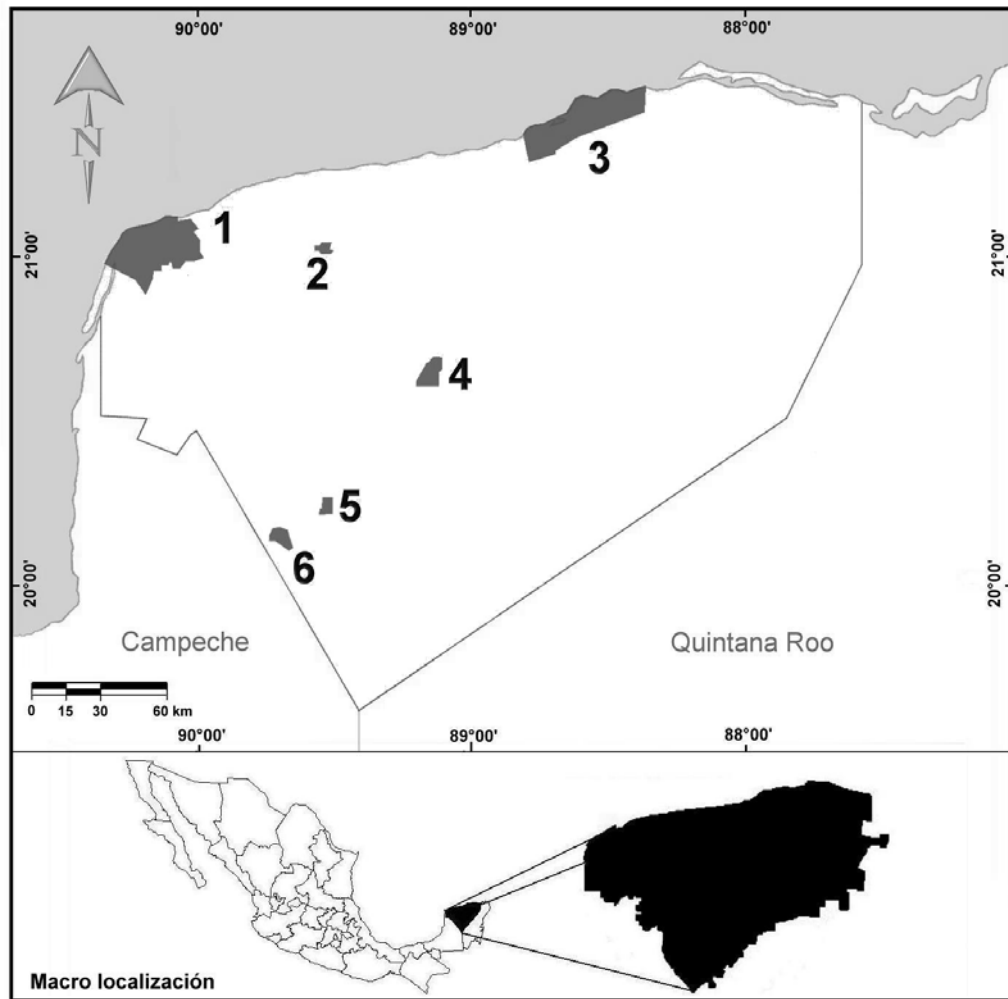 90°00' 89°00' 88°00'
N
1
2
3
21°00' 21°00'
4
5
6
20°00' 20°00'
Campeche Quintana Roo
0 15 30 60 km
90°00' 89°00' 88°00'
Macro localización